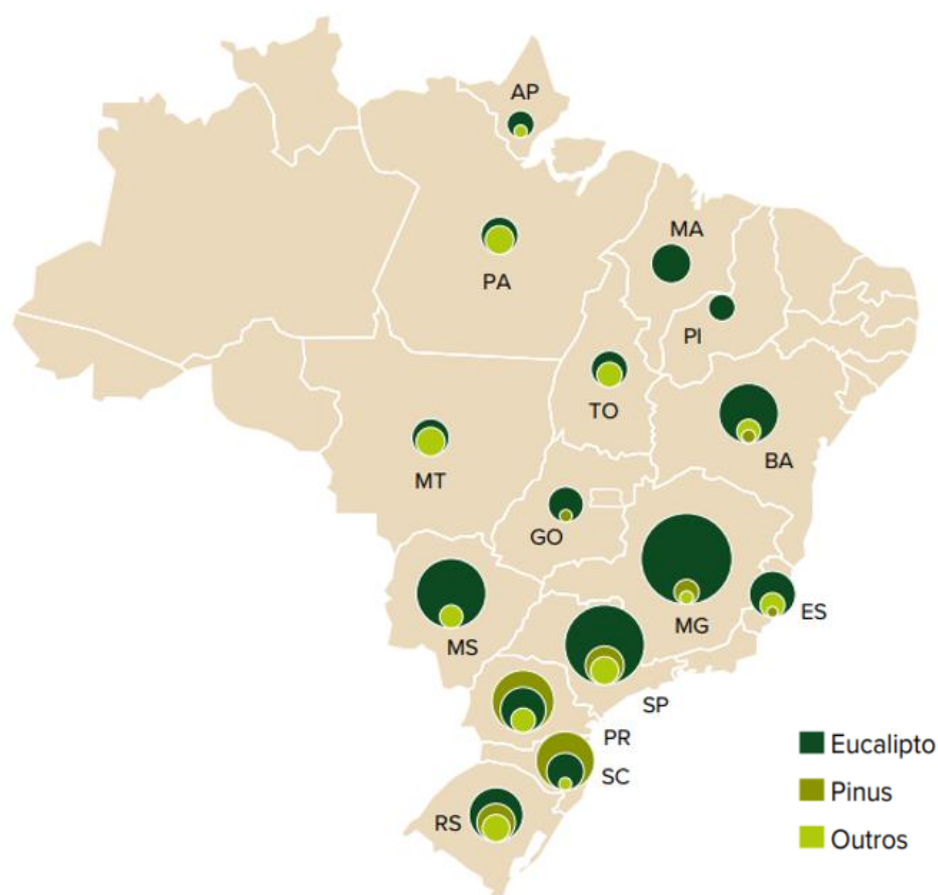 AP
MA
PA
PI
TO
BA
MT
GO
ES
MG
MS
SP
PR
SC
RS
Eucalipto
Pinus
Outros